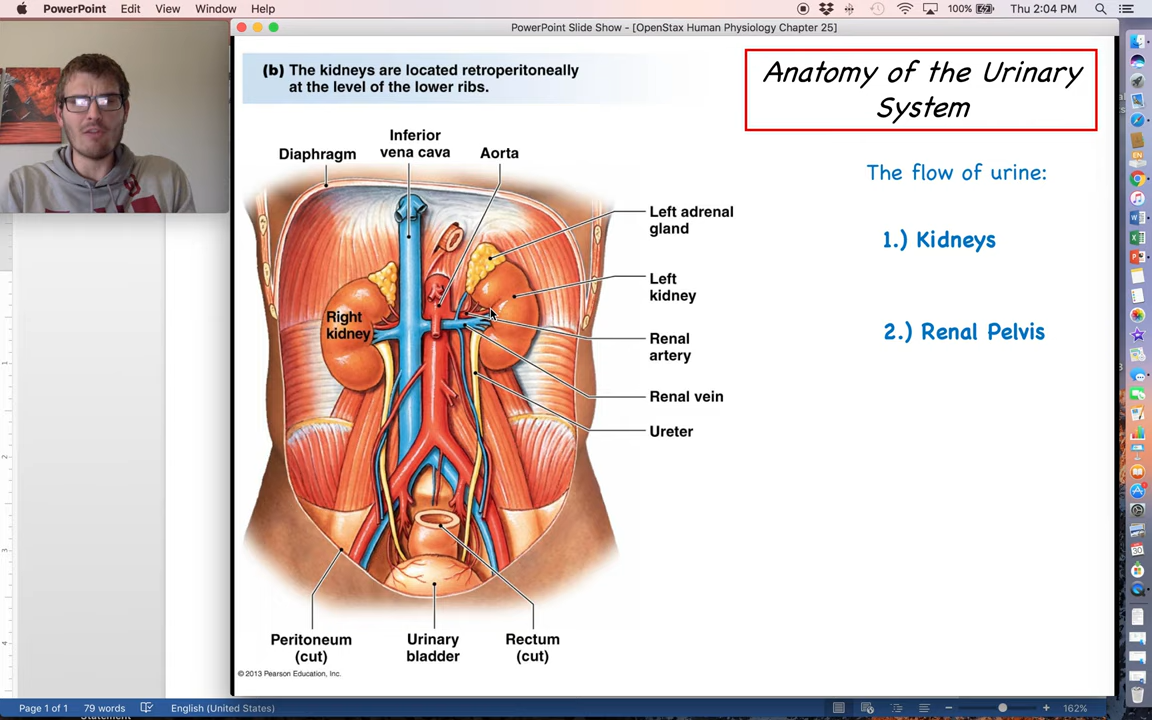 PowerPoint Edit View Window Help 100% Thu 2:04 PM
PowerPoint Slide Show - [OpenStax Human Physiology Chapter 25]
(b) The kidneys are located retroperitoneally
at the level of the lower ribs.
Anatomy of the Urinary
System
Diaphragm
Inferior
vena cava
Aorta
Left adrenal
gland
Left
kidney
Right
kidney
Renal
artery
Renal vein
Ureter
Peritoneum
(cut)
Urinary
bladder
Rectum
(cut)
© 2013 Pearson Education, Inc.
The flow of urine:
1.) Kidneys
2.) Renal Pelvis
2
3
4
Page 1 of 1 79 words English (United States) 162%